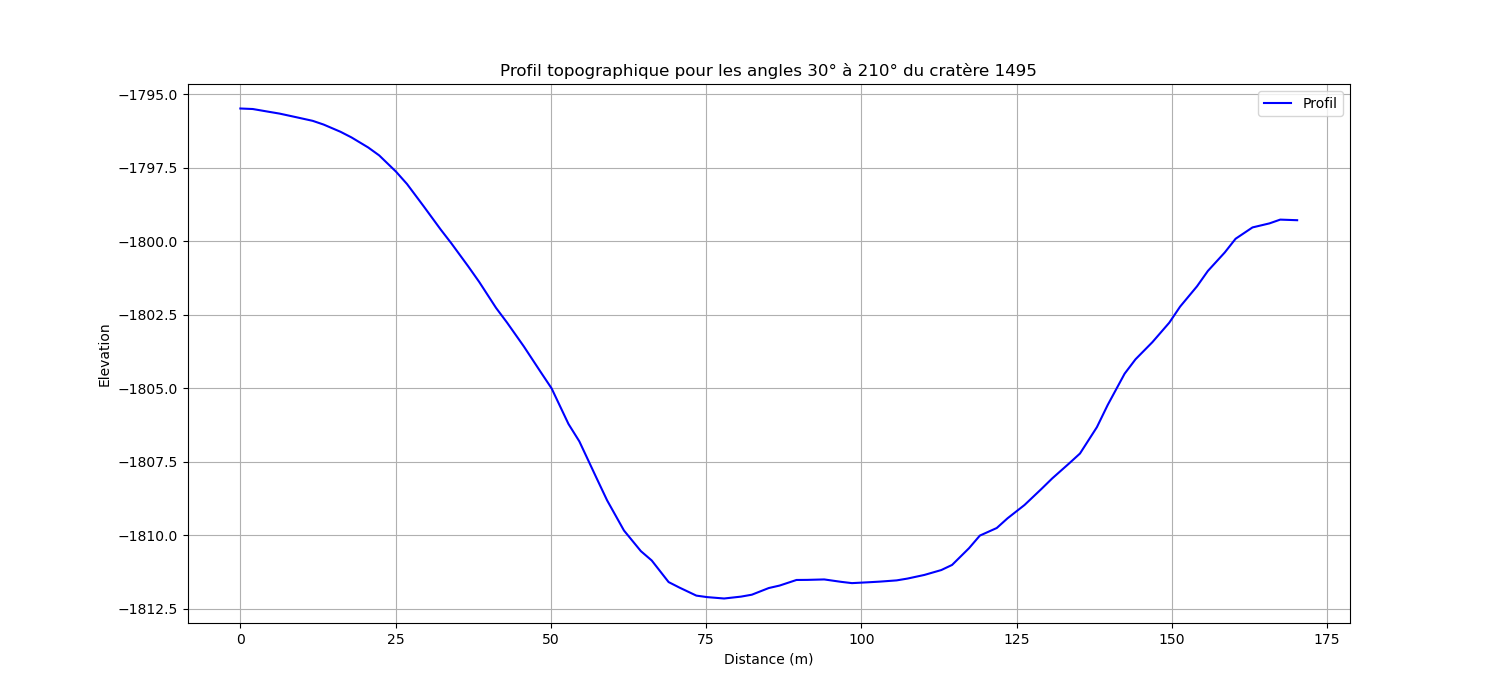 Profil topographique pour les angles 30° à 210° du cratère 1495
Profil
Elevation
−1795.0
−1797.5
−1800.0
−1802.5
−1805.0
−1807.5
−1810.0
−1812.5
0 25 50 75 100 125 150 175
Distance (m)